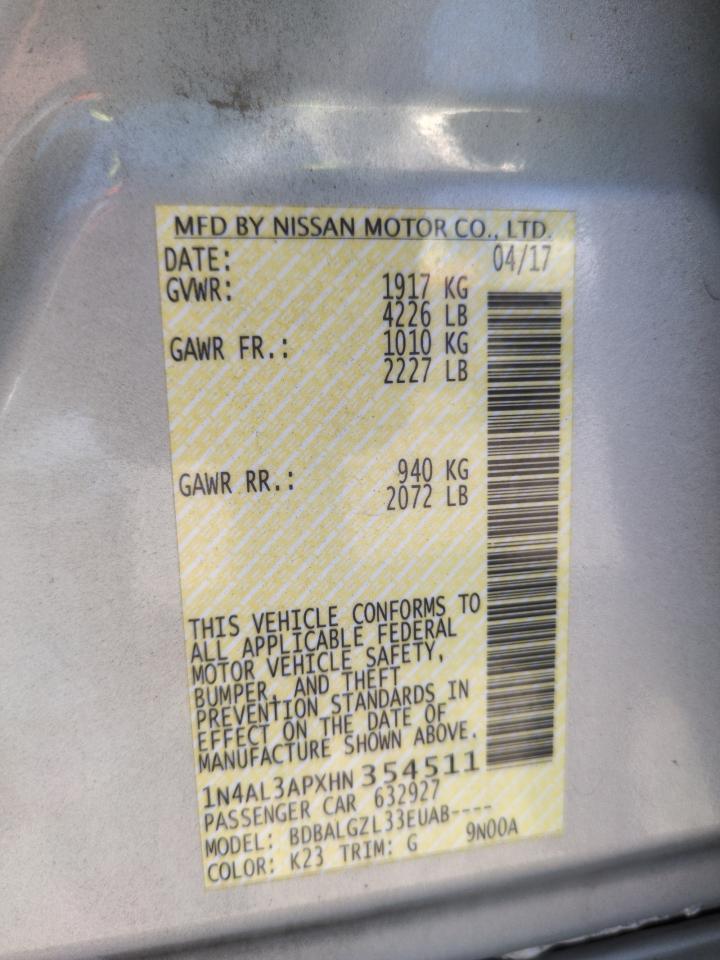 MFD BY NISSAN MOTOR CO., LTD.
DATE: 04/17
GVWR: 1917 KG
4226 LB
GAWR FR.: 1010 KG
2227 LB
GAWR RR.: 940 KG
2072 LB
THIS VEHICLE CONFORMS TO
ALL APPLICABLE FEDERAL
MOTOR VEHICLE SAFETY,
BUMPER, AND THEFT
PREVENTION STANDARDS IN
EFFECT ON THE DATE OF
MANUFACTURE SHOWN ABOVE.
1N4AL3APXHN 354511
PASSENGER CAR 632927
MODEL: BDBALGZL33EUAB----
COLOR: K23 TRIM: G 9N00A